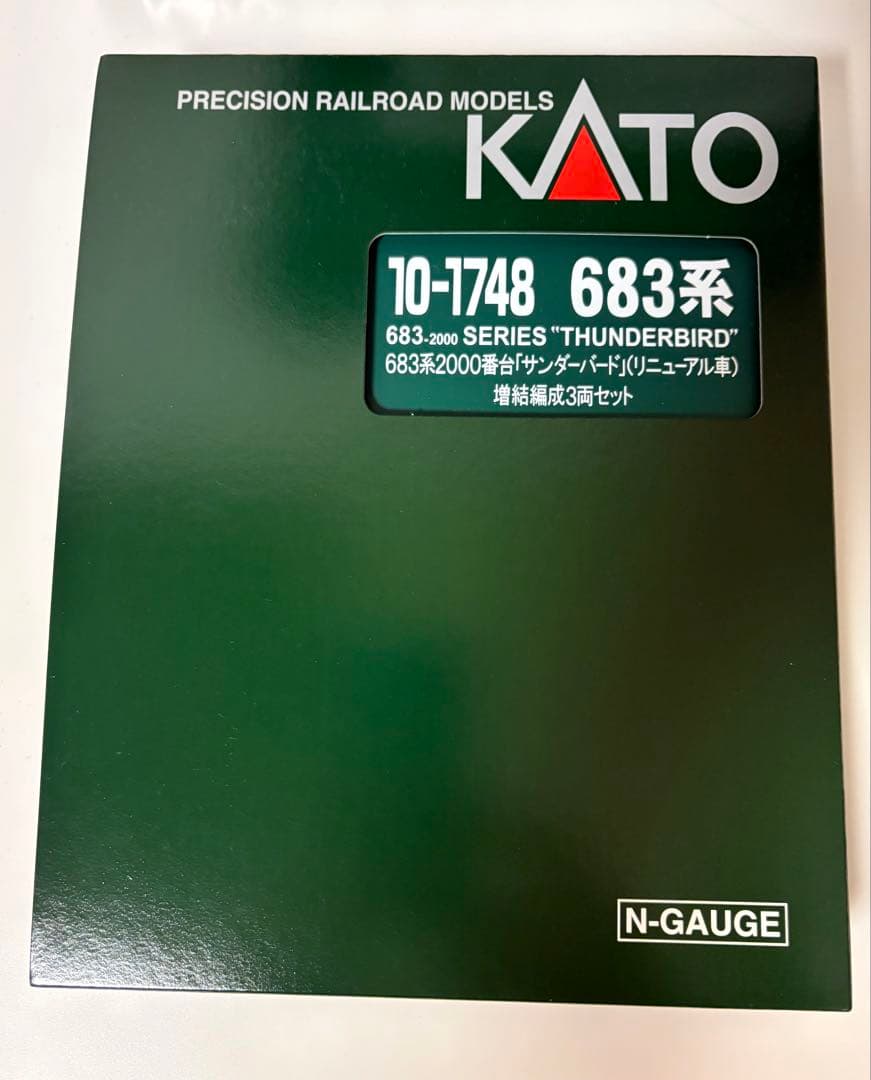 PRECISION RAILROAD MODELS
KATO
10-1748 683系
683-2000 SERIES "THUNDERBIRD"
683系2000番台「サンダーバード」(リニューアル車)
増結編成3両セット
N-GAUGE